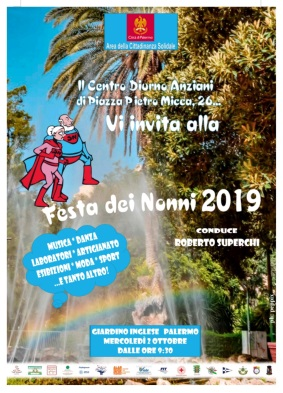 Città di Palermo
Area della Cittadinanza Solidale
Il Centro Diurno Anziani
di Piazza Pietro Micca, 26...
Vi invita alla
Festa dei Nonni 2019
CONDUCE
ROBERTO SUPERCHI
MUSICA * DANZA
LABORATORI * ARTIGIANATO
ESIBIZIONI * MODA * SPORT
...E TANTO ALTRO!
GIARDINO INGLESE PALERMO
MERCOLEDÌ 2 OTTOBRE
DALLE ORE 9:30